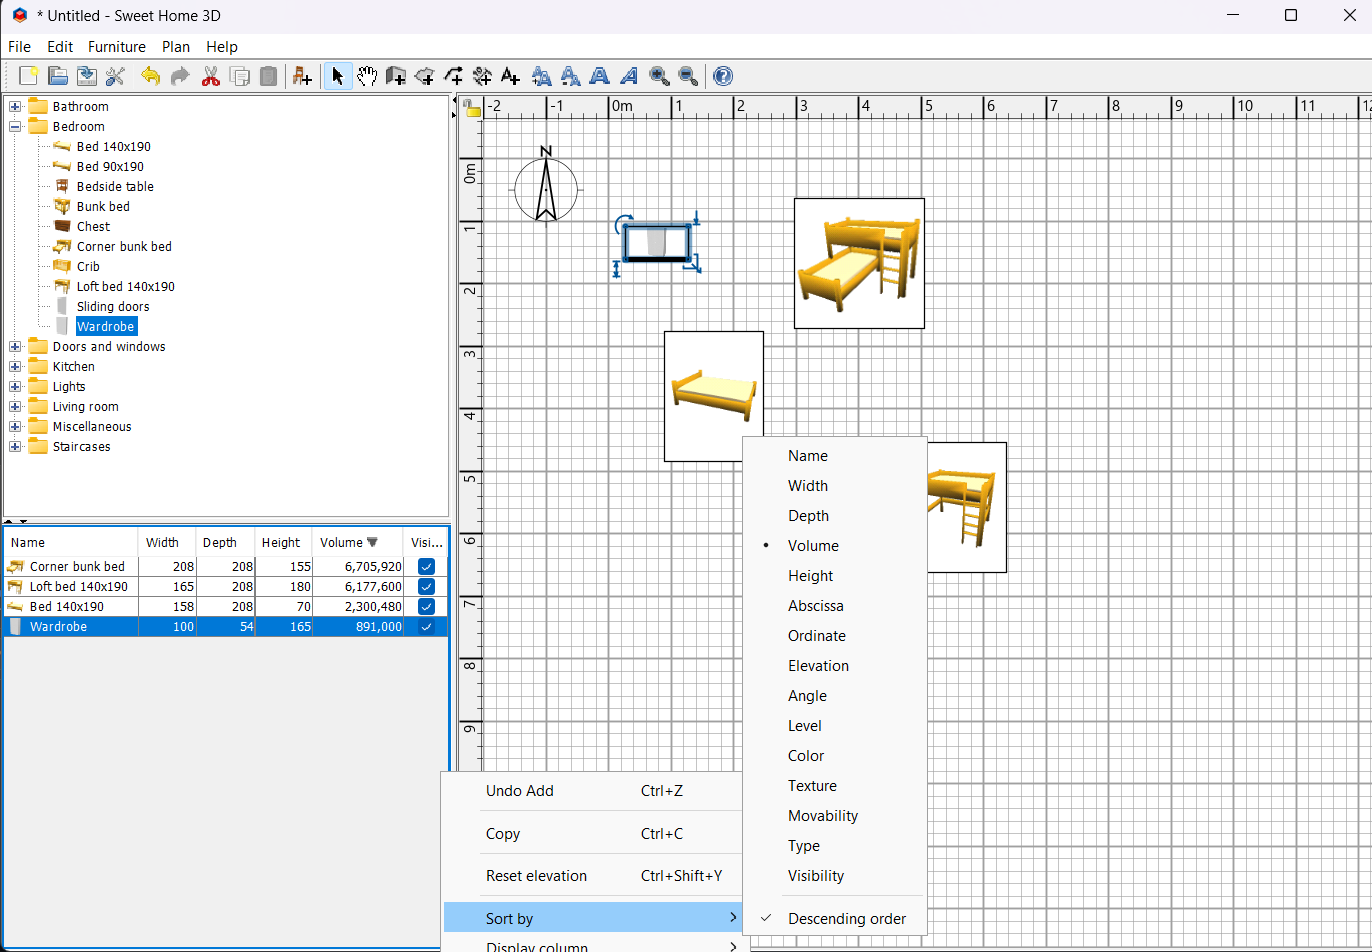 * Untitled - Sweet Home 3D
File Edit Furniture Plan Help
Bathroom
Bedroom
Bed 140x190
Bed 90x190
Bedside table
Bunk bed
Chest
Corner bunk bed
Crib
Loft bed 140x190
Sliding doors
Wardrobe
Doors and windows
Kitchen
Lights
Living room
Miscellaneous
Staircases
Name Width Depth Height Volume Visi...
Corner bunk bed 208 208 155 6,705,920
Loft bed 140x190 165 208 180 6,177,600
Bed 140x190 158 208 70 2,300,480
Wardrobe 100 54 165 891,000
-2 -1 0m 1 2 3 4 5 6 7 8 9 10 11 12
0m
1
2
3
4
5
6
7
8
9
N
Undo Add Ctrl+Z
Copy Ctrl+C
Reset elevation Ctrl+Shift+Y
Sort by
Display column
Name
Width
Depth
Volume
Height
Abscissa
Ordinate
Elevation
Angle
Level
Color
Texture
Movability
Type
Visibility
Descending order